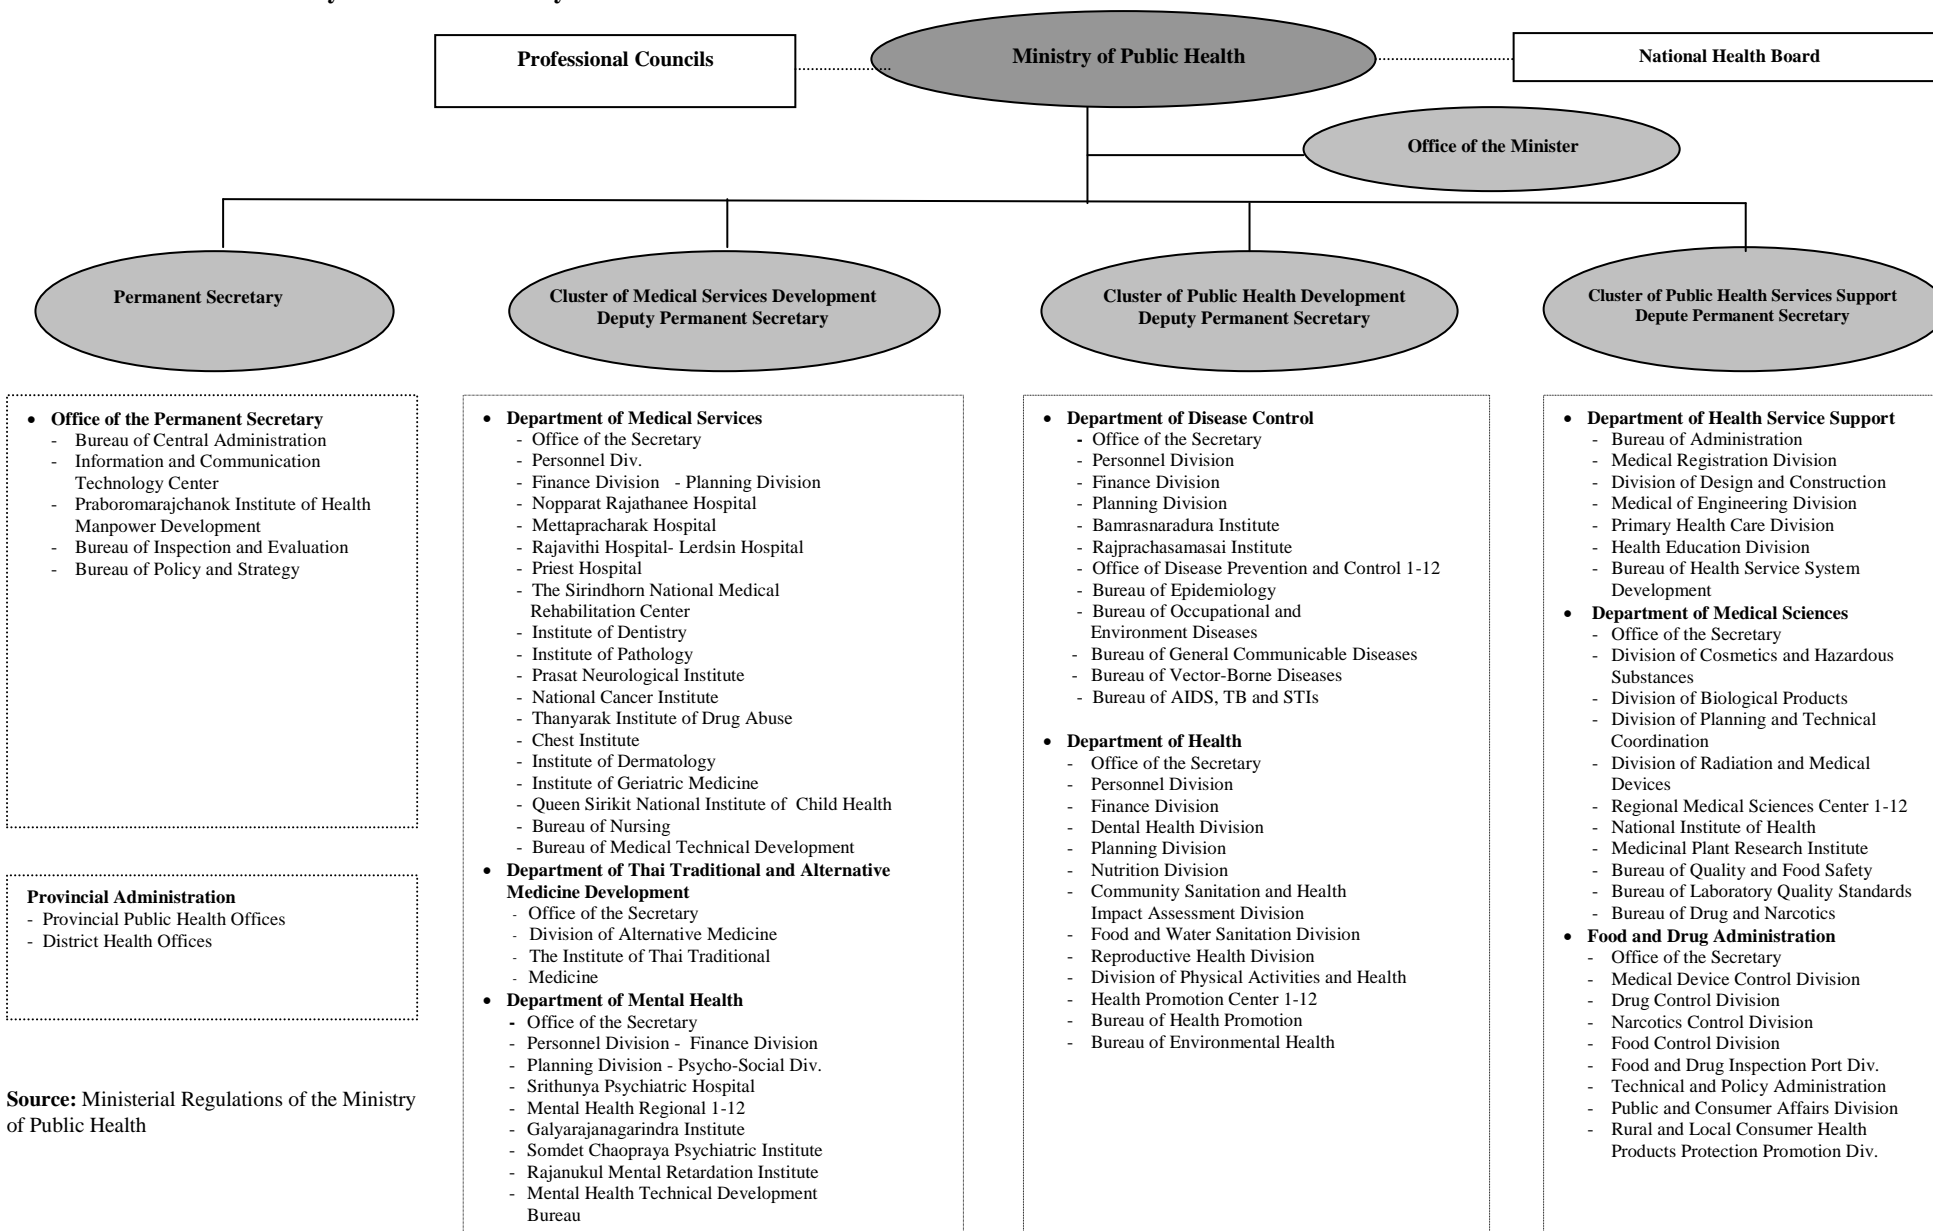 Professional Councils
Ministry of Public Health
National Health Board
Office of the Minister
Permanent Secretary
Cluster of Medical Services Development
Deputy Permanent Secretary
Cluster of Public Health Development
Deputy Permanent Secretary
Cluster of Public Health Services Support
Depute Permanent Secretary
• Office of the Permanent Secretary
- Bureau of Central Administration
- Information and Communication
Technology Center
- Praboromarajchanok Institute of Health
Manpower Development
- Bureau of Inspection and Evaluation
- Bureau of Policy and Strategy
Provincial Administration
- Provincial Public Health Offices
- District Health Offices
Source: Ministerial Regulations of the Ministry
of Public Health
• Department of Medical Services
- Office of the Secretary
- Personnel Div.
- Finance Division - Planning Division
- Nopparat Rajathanee Hospital
- Mettapracharak Hospital
- Rajavithi Hospital- Lerdsin Hospital
- Priest Hospital
- The Sirindhorn National Medical
Rehabilitation Center
- Institute of Dentistry
- Institute of Pathology
- Prasat Neurological Institute
- National Cancer Institute
- Thanyarak Institute of Drug Abuse
- Chest Institute
- Institute of Dermatology
- Institute of Geriatric Medicine
- Queen Sirikit National Institute of Child Health
- Bureau of Nursing
- Bureau of Medical Technical Development
• Department of Thai Traditional and Alternative
Medicine Development
- Office of the Secretary
- Division of Alternative Medicine
- The Institute of Thai Traditional
- Medicine
• Department of Mental Health
- Office of the Secretary
- Personnel Division - Finance Division
- Planning Division - Psycho-Social Div.
- Srithunya Psychiatric Hospital
- Mental Health Regional 1-12
- Galyarajanagarindra Institute
- Somdet Chaopraya Psychiatric Institute
- Rajanukul Mental Retardation Institute
- Mental Health Technical Development
Bureau
• Department of Disease Control
- Office of the Secretary
- Personnel Division
- Finance Division
- Planning Division
- Bamrasnaradura Institute
- Rajprachasamasai Institute
- Office of Disease Prevention and Control 1-12
- Bureau of Epidemiology
- Bureau of Occupational and
Environment Diseases
- Bureau of General Communicable Diseases
- Bureau of Vector-Borne Diseases
- Bureau of AIDS, TB and STIs
• Department of Health
- Office of the Secretary
- Personnel Division
- Finance Division
- Dental Health Division
- Planning Division
- Nutrition Division
- Community Sanitation and Health
Impact Assessment Division
- Food and Water Sanitation Division
- Reproductive Health Division
- Division of Physical Activities and Health
- Health Promotion Center 1-12
- Bureau of Health Promotion
- Bureau of Environmental Health
• Department of Health Service Support
- Bureau of Administration
- Medical Registration Division
- Division of Design and Construction
- Medical of Engineering Division
- Primary Health Care Division
- Health Education Division
- Bureau of Health Service System
Development
• Department of Medical Sciences
- Office of the Secretary
- Division of Cosmetics and Hazardous
Substances
- Division of Biological Products
- Division of Planning and Technical
Coordination
- Division of Radiation and Medical
Devices
- Regional Medical Sciences Center 1-12
- National Institute of Health
- Medicinal Plant Research Institute
- Bureau of Quality and Food Safety
- Bureau of Laboratory Quality Standards
- Bureau of Drug and Narcotics
• Food and Drug Administration
- Office of the Secretary
- Medical Device Control Division
- Drug Control Division
- Narcotics Control Division
- Food Control Division
- Food and Drug Inspection Port Div.
- Technical and Policy Administration
- Public and Consumer Affairs Division
- Rural and Local Consumer Health
Products Protection Promotion Div.